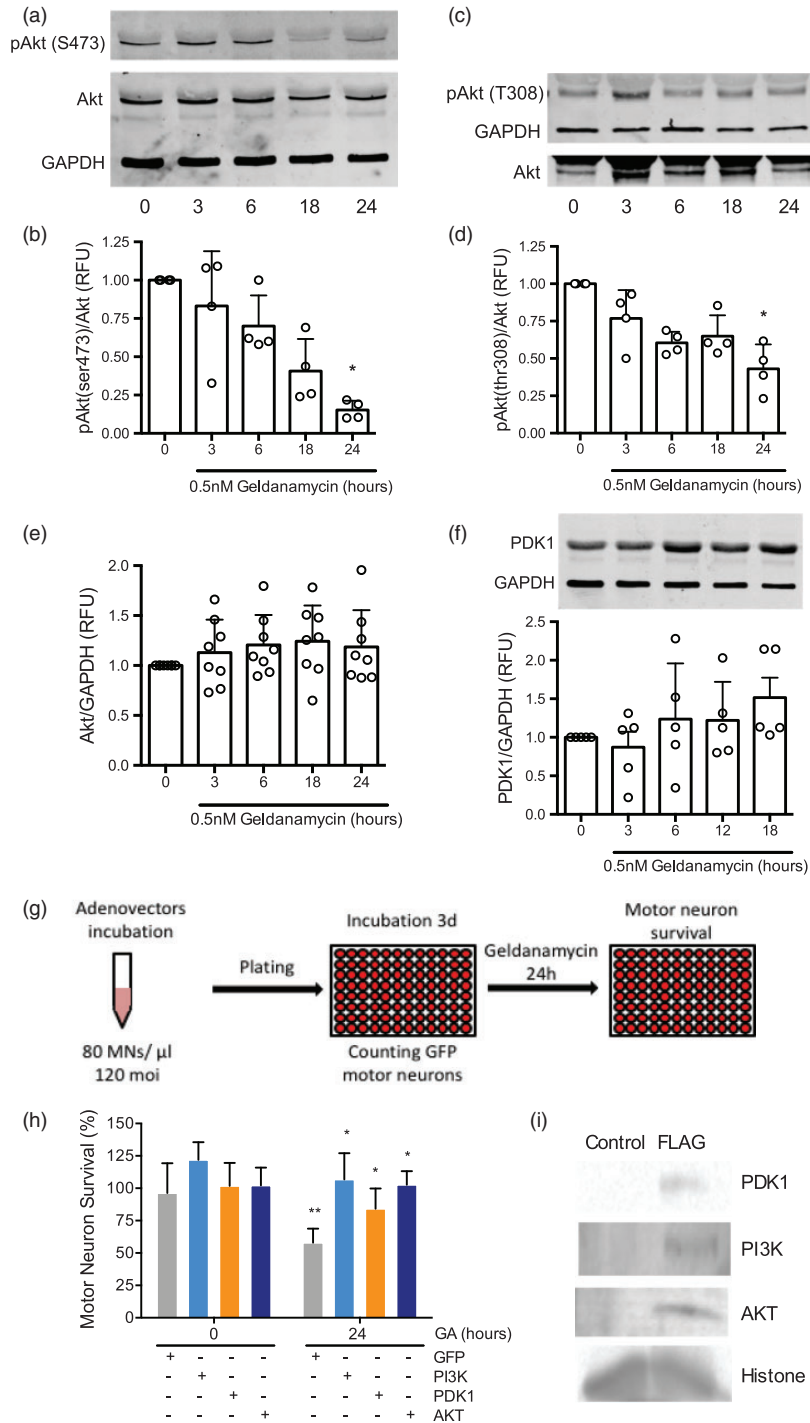 (a)
pAkt (S473)
Akt
GAPDH
0 3 6 18 24
(b)
pAkt(ser473)/Akt (RFU)
1.25
1.00
0.75
0.50
0.25
0.00
*
0 3 6 18 24
0.5nM Geldanamycin (hours)
(c)
pAkt (T308)
GAPDH
Akt
0 3 6 18 24
(d)
pAkt(thr308)/Akt (RFU)
1.25
1.00
0.75
0.50
0.25
0.00
*
0 3 6 18 24
0.5nM Geldanamycin (hours)
(e)
Akt/GAPDH (RFU)
2.0
1.5
1.0
0.5
0.0
0 3 6 18 24
0.5nM Geldanamycin (hours)
(f)
PDK1
GAPDH
PDK1/GAPDH (RFU)
2.5
2.0
1.5
1.0
0.5
0.0
0 3 6 12 18
0.5nM Geldanamycin (hours)
(g)
Adenovectors
incubation
80 MNs/ µl
120 moi
Plating
Incubation 3d
Counting GFP
motor neurons
Geldanamycin
24h
Motor neuron
survival
(h)
Motor Neuron Survival (%)
150
125
100
75
50
25
0
** * * *
0 24 GA (hours)
+ - - - + - - - GFP
- + - - - + - - PI3K
- - + - - - + - PDK1
- - - + - - - + AKT
(i)
Control FLAG
PDK1
PI3K
AKT
Histone